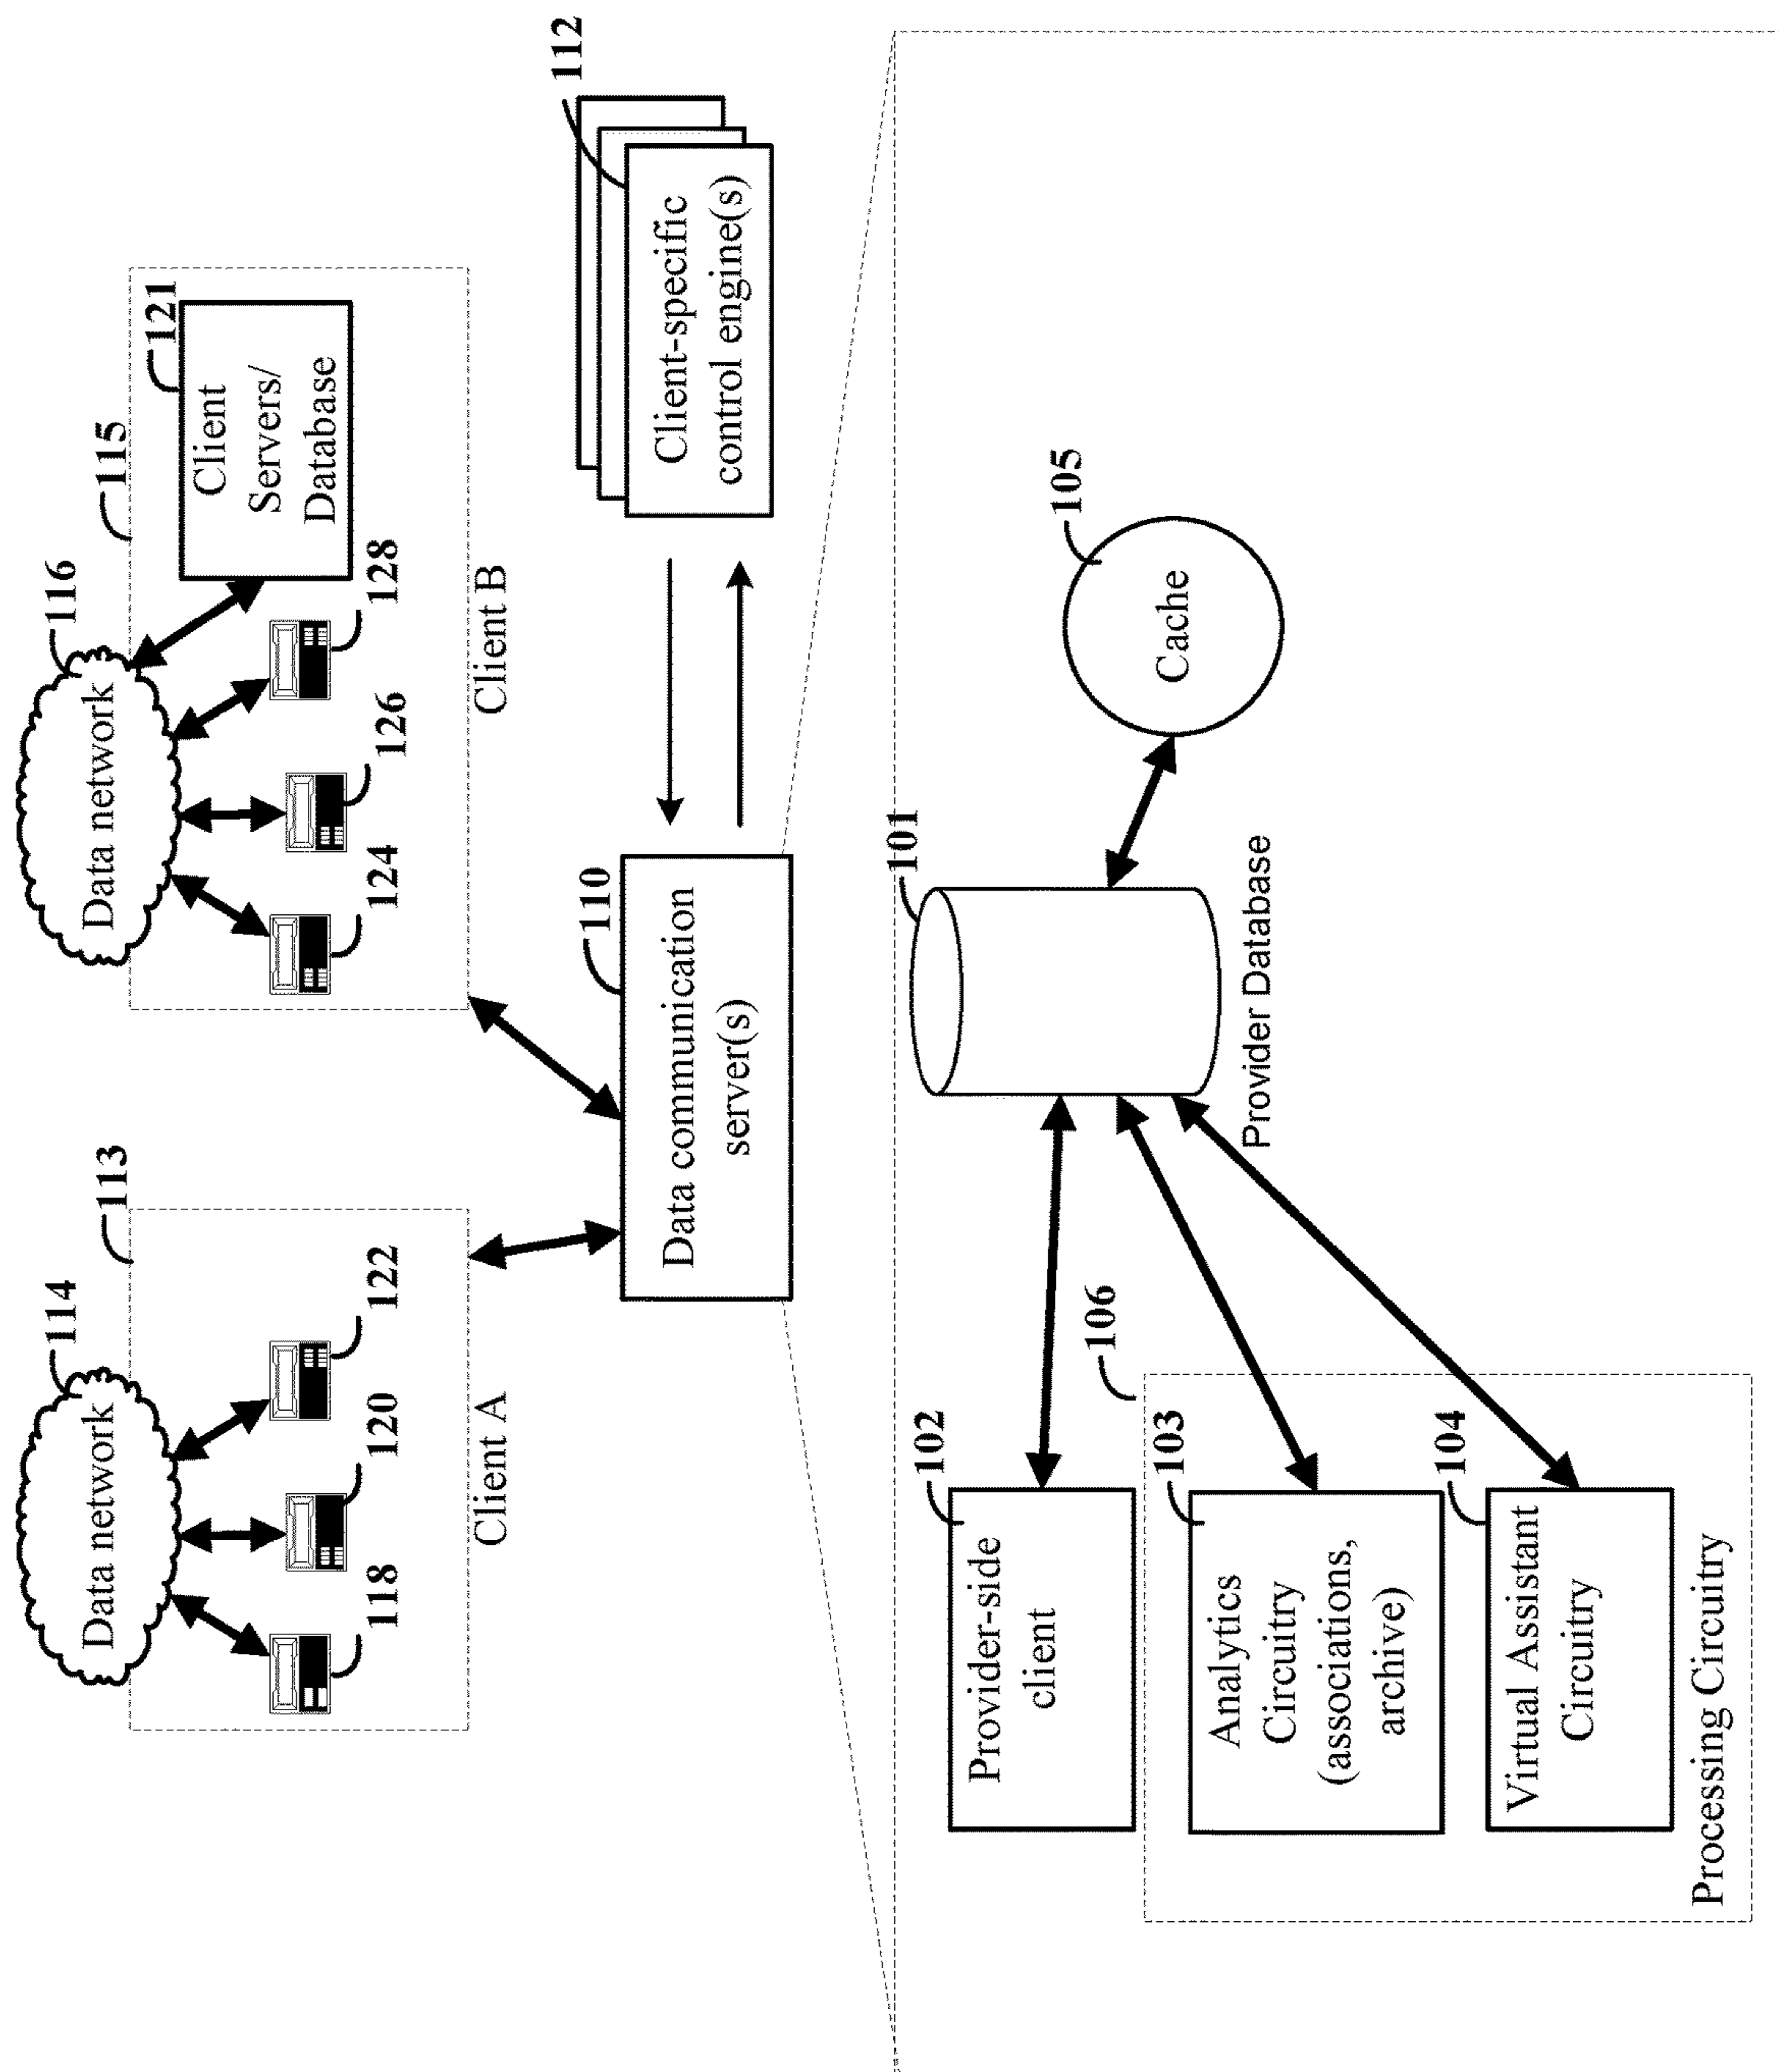 114
Data network
113
118
120
122
Client A
116
Data network
115
121
Client
Servers/
Database
124
126
128
Client B
110
Data communication
server(s)
112
Client-specific
control engine(s)
102
Provider-side
client
106
103
Analytics
Circuitry
(associations,
archive)
104
Virtual Assistant
Circuitry
Processing Circuitry
101
Provider Database
105
Cache